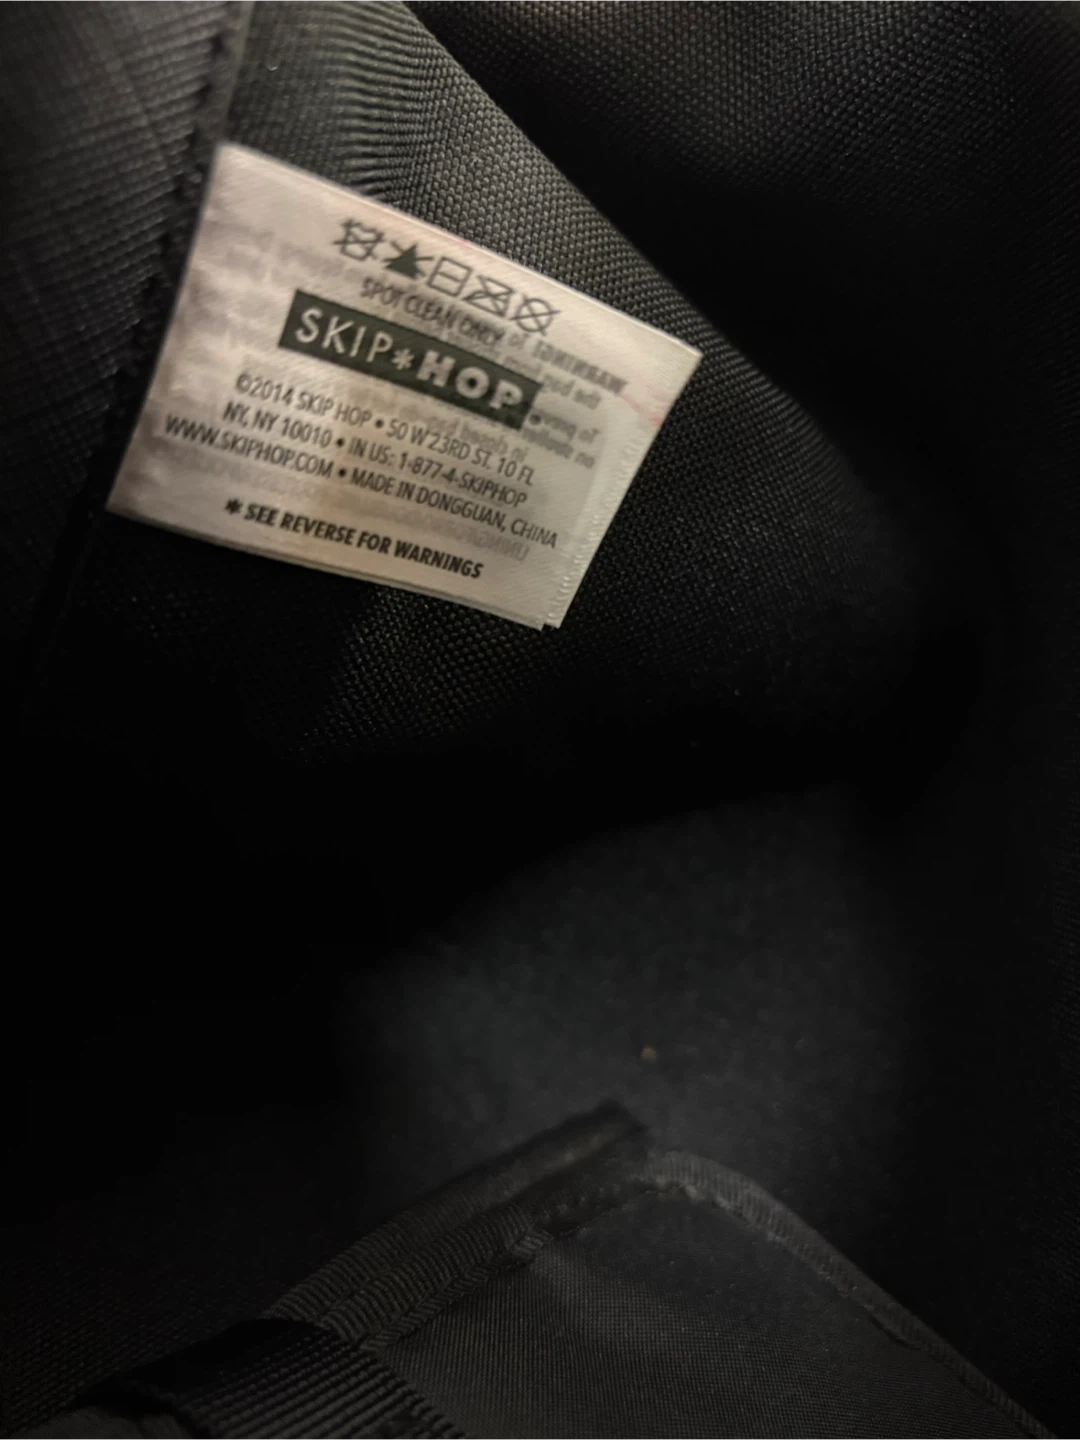 SPOT CLEAN ONLY
SKIP*HOP
©2014 SKIP HOP • 50 W 23RD ST. 10 FL
NY, NY 10010 • IN US: 1-877-4-SKIPHOP
WWW.SKIPHOP.COM • MADE IN DONGGUAN, CHINA
* SEE REVERSE FOR WARNINGS